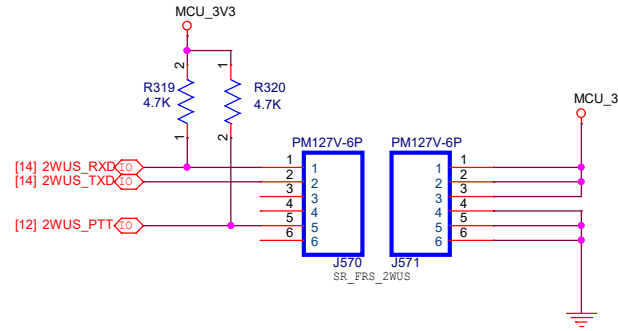 MCU_3V3
2
1
R319
4.7K
R320
4.7K
1
2
MCU_3
PM127V-6P
PM127V-6P
[14] 2WUS_RXD IO
[14] 2WUS_TXD IO
[12] 2WUS_PTT IO
1 1
2 2
3 3
4 4
5 5
6 6
1 1
2 2
3 3
4 4
5 5
6 6
J570
J571
SR_FRS_2WUS